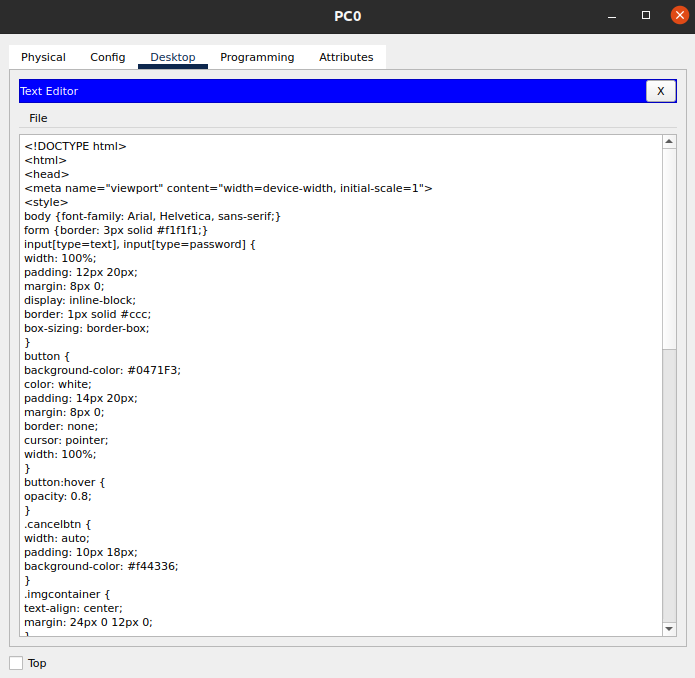 PC0
Physical Config Desktop Programming Attributes
Text Editor X
File
<!DOCTYPE html>
<html>
<head>
<meta name="viewport" content="width=device-width, initial-scale=1">
<style>
body {font-family: Arial, Helvetica, sans-serif;}
form {border: 3px solid #f1f1f1;}
input[type=text], input[type=password] {
width: 100%;
padding: 12px 20px;
margin: 8px 0;
display: inline-block;
border: 1px solid #ccc;
box-sizing: border-box;
}
button {
background-color: #0471F3;
color: white;
padding: 14px 20px;
margin: 8px 0;
border: none;
cursor: pointer;
width: 100%;
}
button:hover {
opacity: 0.8;
}
.cancelbtn {
width: auto;
padding: 10px 18px;
background-color: #f44336;
}
.imgcontainer {
text-align: center;
margin: 24px 0 12px 0;
}
Top